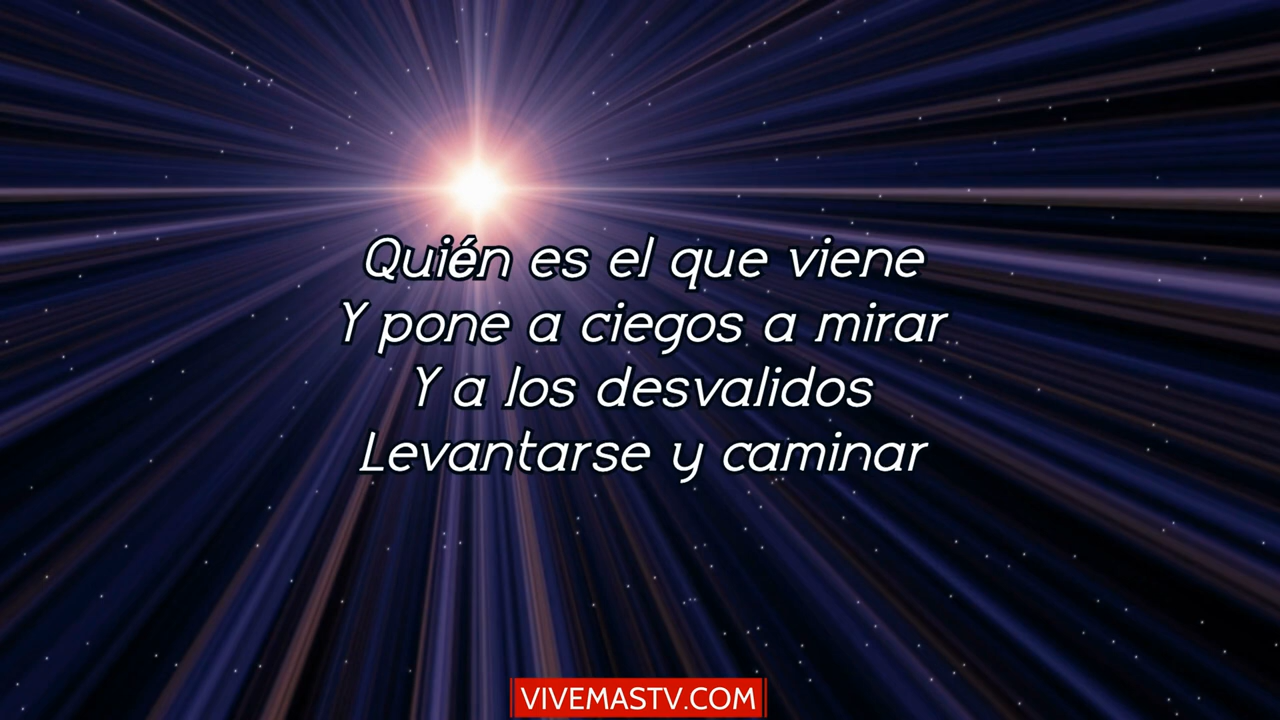 Quién es el que viene
Y pone a ciegos a mirar
Y a los desvalidos
Levantarse y caminar
VIVEMASTV.COM